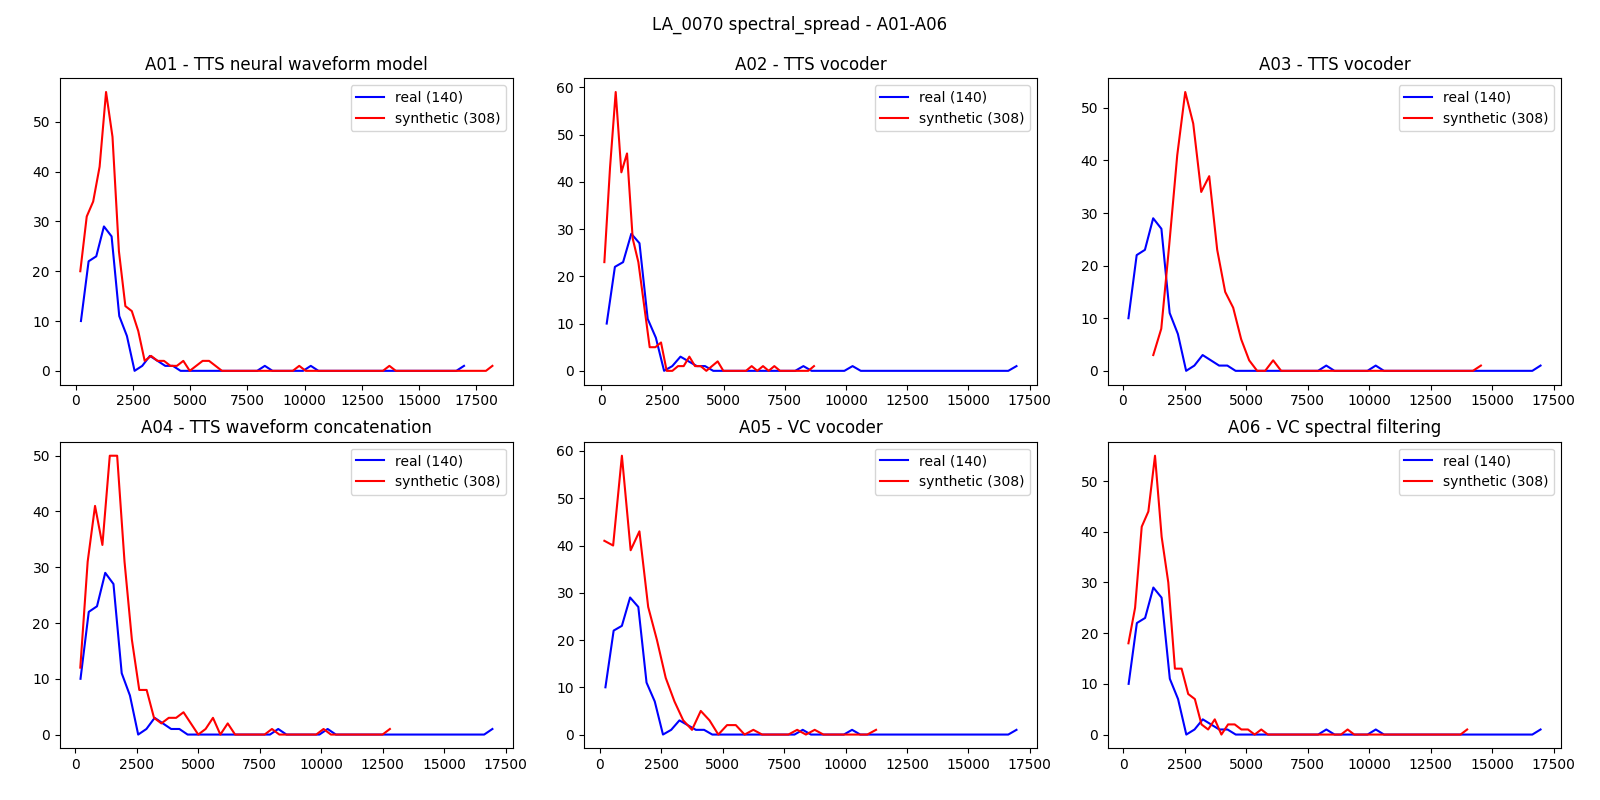 LA_0070 spectral_spread - A01-A06
A01 - TTS neural waveform model
real (140)
synthetic (308)
50
40
30
20
10
0
0 2500 5000 7500 10000 12500 15000 17500
A02 - TTS vocoder
real (140)
synthetic (308)
60
50
40
30
20
10
0
0 2500 5000 7500 10000 12500 15000 17500
A03 - TTS vocoder
real (140)
synthetic (308)
50
40
30
20
10
0
0 2500 5000 7500 10000 12500 15000 17500
A04 - TTS waveform concatenation
real (140)
synthetic (308)
50
40
30
20
10
0
0 2500 5000 7500 10000 12500 15000 17500
A05 - VC vocoder
real (140)
synthetic (308)
60
50
40
30
20
10
0
0 2500 5000 7500 10000 12500 15000 17500
A06 - VC spectral filtering
real (140)
synthetic (308)
50
40
30
20
10
0
0 2500 5000 7500 10000 12500 15000 17500